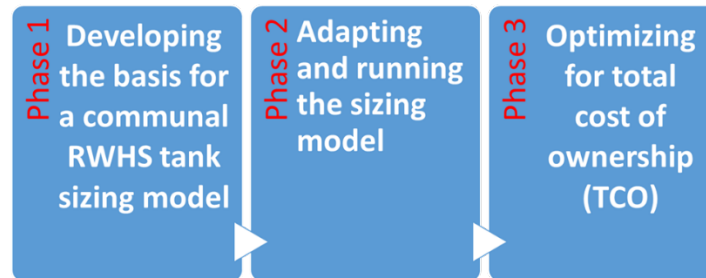 Phase 1
Developing
the basis for
a communal
RWHS tank
sizing model
Phase 2
Adapting
and running
the sizing
model
Phase 3
Optimizing
for total
cost of
ownership
(TCO)